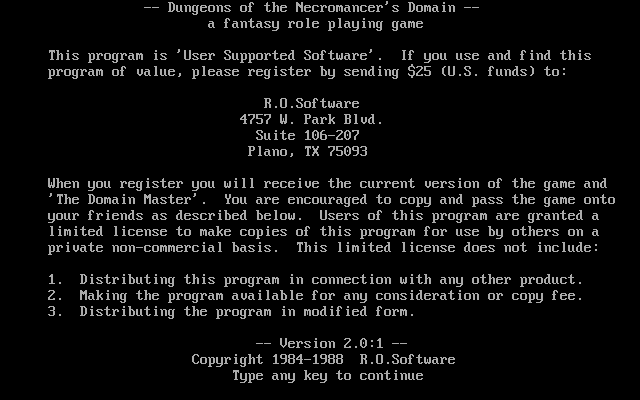 -- Dungeons of the Necromancer's Domain --
a fantasy role playing game
This program is 'User Supported Software'.  If you use and find this
program of value, please register by sending $25 (U.S. funds) to:
R.O.Software
4757 W. Park Blvd.
Suite 106-207
Plano, TX 75093
When you register you will receive the current version of the game and
'The Domain Master'.  You are encouraged to copy and pass the game onto
your friends as described below.  Users of this program are granted a
limited license to make copies of this program for use by others on a
private non-commercial basis.  This limited license does not include:
1.  Distributing this program in connection with any other product.
2.  Making the program available for any consideration or copy fee.
3.  Distributing the program in modified form.
-- Version 2.0:1 --
Copyright 1984-1988  R.O.Software
Type any key to continue